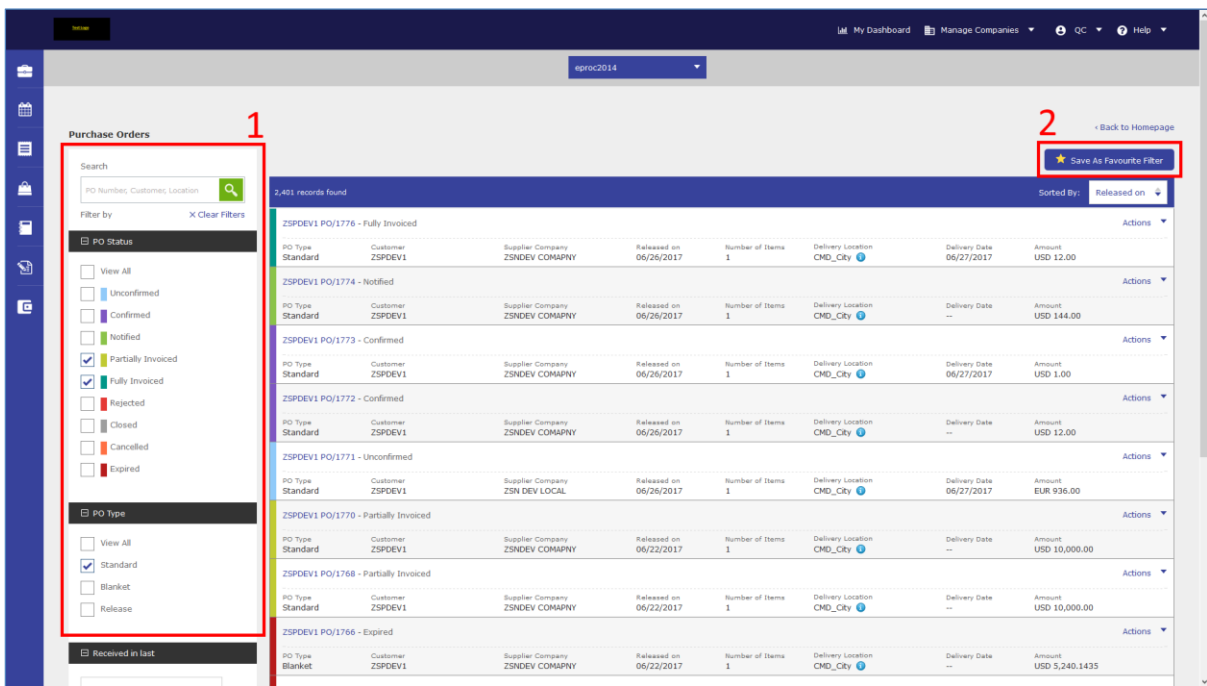 My Dashboard Manage Companies QC Help
eproc2014
1
2
‹ Back to Homepage
Purchase Orders
Save As Favourite Filter
Search
PO Number, Customer, Location
Filter by X Clear Filters
PO Status
View All
Unconfirmed
Confirmed
Notified
Partially Invoiced
Fully Invoiced
Rejected
Closed
Cancelled
Expired
PO Type
View All
Standard
Blanket
Release
Received in last
2,401 records found Sorted By: Released on
ZSPDEV1 PO/1776 - Fully Invoiced Actions
PO Type Customer Supplier Company Released on Number of Items Delivery Location Delivery Date Amount
Standard ZSPDEV1 ZSNDEV COMAPNY 06/26/2017 1 CMD_City 06/27/2017 USD 12.00
ZSPDEV1 PO/1774 - Notified Actions
PO Type Customer Supplier Company Released on Number of Items Delivery Location Delivery Date Amount
Standard ZSPDEV1 ZSNDEV COMAPNY 06/26/2017 1 CMD_City -- USD 144.00
ZSPDEV1 PO/1773 - Confirmed Actions
PO Type Customer Supplier Company Released on Number of Items Delivery Location Delivery Date Amount
Standard ZSPDEV1 ZSNDEV COMAPNY 06/26/2017 1 CMD_City 06/27/2017 USD 1.00
ZSPDEV1 PO/1772 - Confirmed Actions
PO Type Customer Supplier Company Released on Number of Items Delivery Location Delivery Date Amount
Standard ZSPDEV1 ZSNDEV COMAPNY 06/26/2017 1 CMD_City -- USD 12.00
ZSPDEV1 PO/1771 - Unconfirmed Actions
PO Type Customer Supplier Company Released on Number of Items Delivery Location Delivery Date Amount
Standard ZSPDEV1 ZSN DEV LOCAL 06/26/2017 1 CMD_City 06/27/2017 EUR 936.00
ZSPDEV1 PO/1770 - Partially Invoiced Actions
PO Type Customer Supplier Company Released on Number of Items Delivery Location Delivery Date Amount
Standard ZSPDEV1 ZSNDEV COMAPNY 06/22/2017 1 CMD_City -- USD 10,000.00
ZSPDEV1 PO/1768 - Partially Invoiced Actions
PO Type Customer Supplier Company Released on Number of Items Delivery Location Delivery Date Amount
Standard ZSPDEV1 ZSNDEV COMAPNY 06/22/2017 1 CMD_City -- USD 10,000.00
ZSPDEV1 PO/1766 - Expired Actions
PO Type Customer Supplier Company Released on Number of Items Delivery Location Delivery Date Amount
Blanket ZSPDEV1 ZSNDEV COMAPNY 06/22/2017 1 CMD_City -- USD 5,240.1435